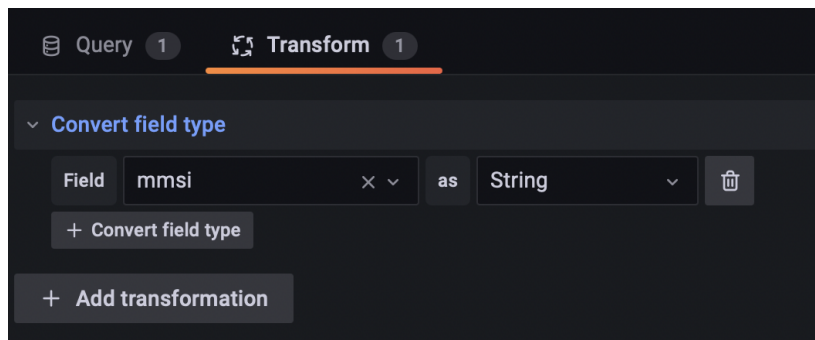 Query 1 Transform 1
Convert field type
Field mmsi as String
+ Convert field type
+ Add transformation